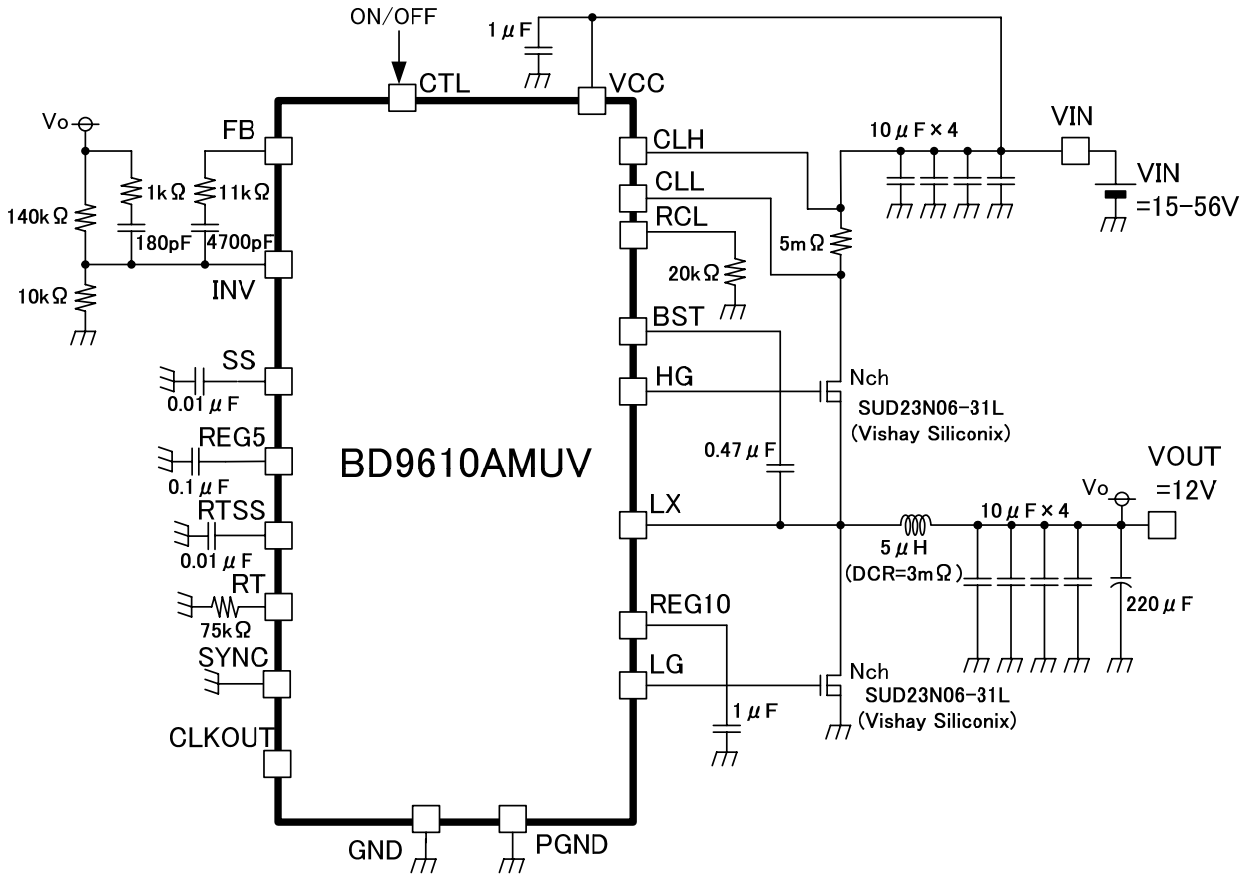 ON/OFF
1μF
CTL
VCC
Vo
FB
CLH
10μF×4
VIN
1kΩ
11kΩ
CLL
VIN
=15-56V
140kΩ
RCL
180pF
4700pF
5mΩ
20kΩ
10kΩ
INV
BST
SS
HG
Nch
0.01μF
SUD23N06-31L
(Vishay Siliconix)
REG5
BD9610AMUV
0.47μF
VOUT
=12V
0.1μF
Vo
RTSS
LX
10μF×4
0.01μF
5μH
(DCR=3mΩ)
RT
REG10
220μF
75kΩ
SYNC
LG
Nch
SUD23N06-31L
(Vishay Siliconix)
1μF
CLKOUT
GND
PGND